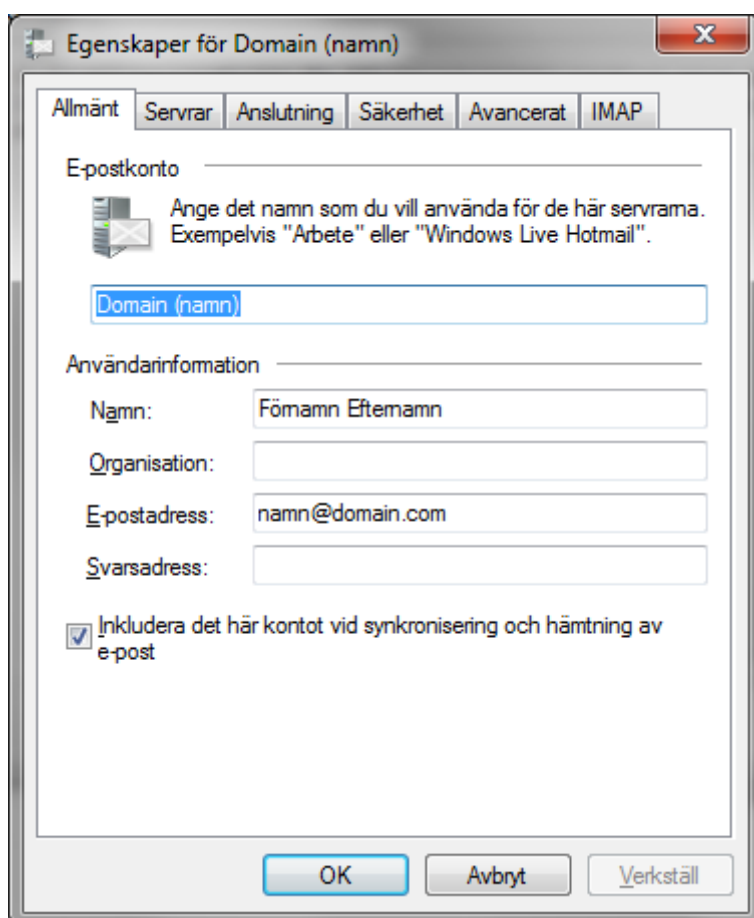 Egenskaper för Domain (namn)
Allmänt Servrar Anslutning Säkerhet Avancerat IMAP
E-postkonto
Ange det namn som du vill använda för de här servrarna.
Exempelvis "Arbete" eller "Windows Live Hotmail".
Domain (namn)
Användarinformation
Namn: Förnamn Efternamn
Organisation:
E-postadress: namn@domain.com
Svarsadress:
Inkludera det här kontot vid synkronisering och hämtning av
e-post
OK Avbryt Verkställ